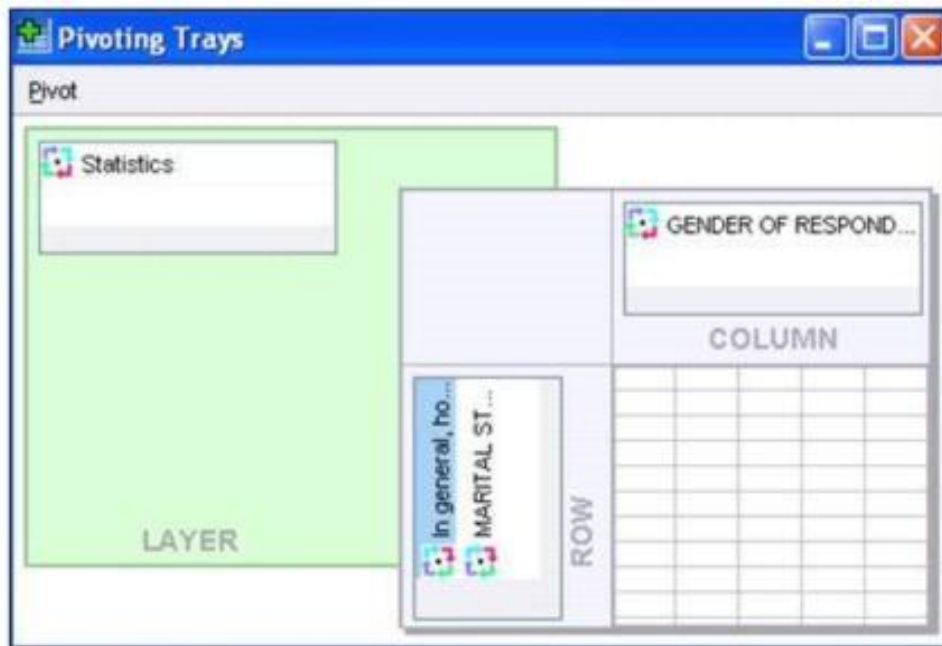 Pivoting Trays
Pivot
Statistics
GENDER OF RESPOND...
COLUMN
In general, ho...
MARITAL ST...
ROW
LAYER